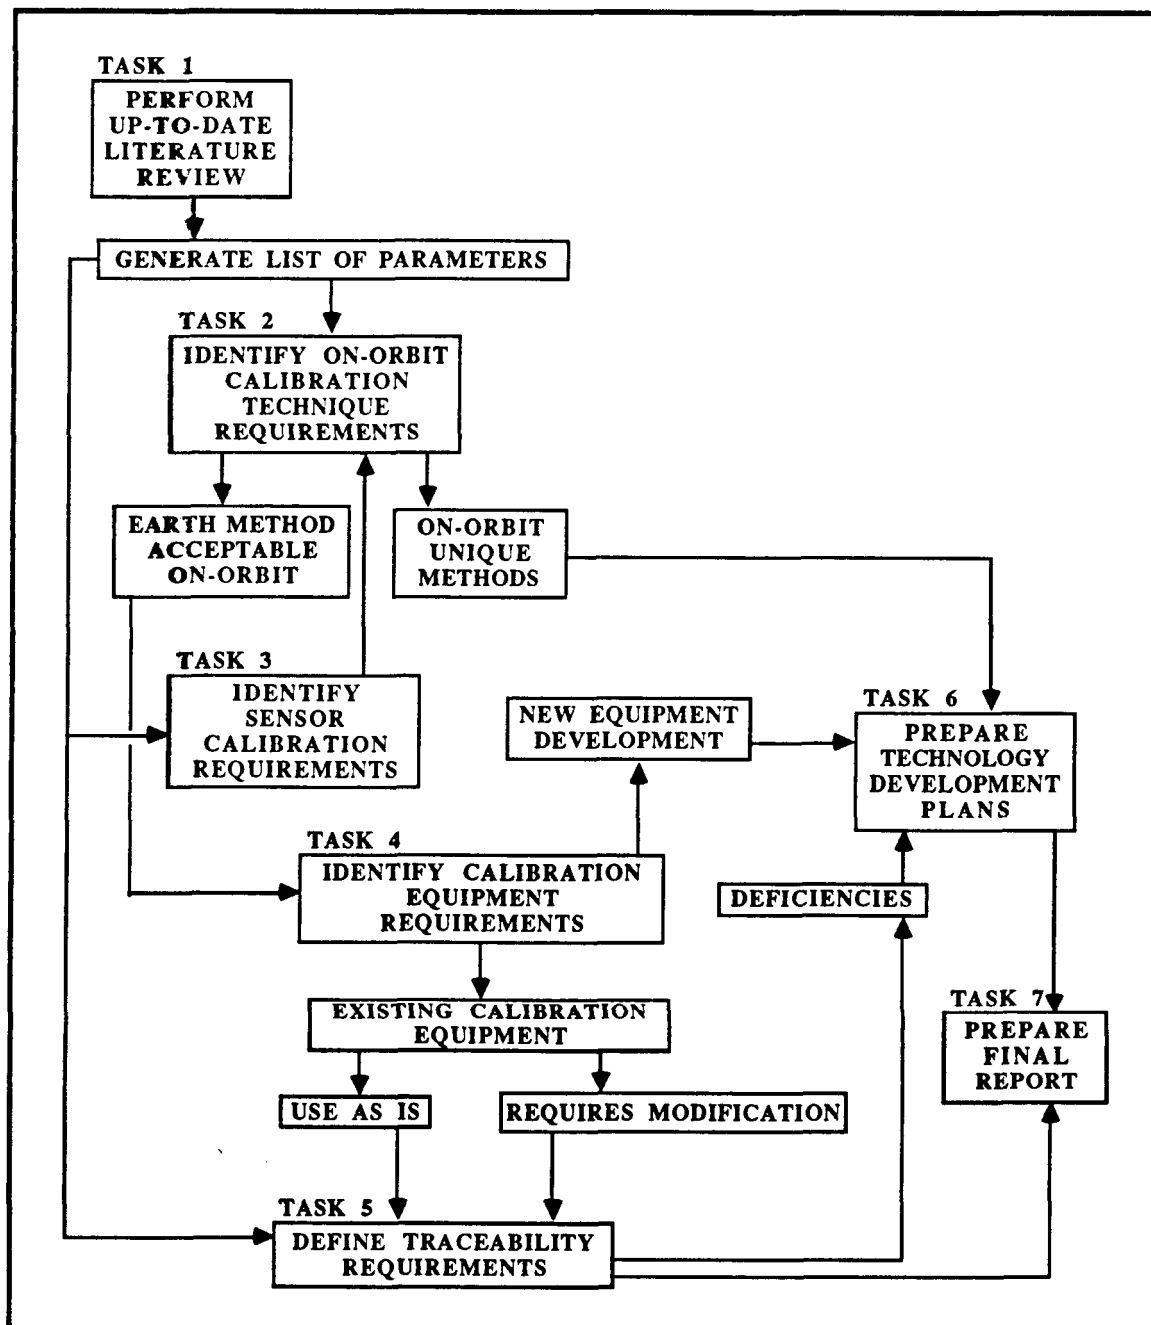 TASK 1
PERFORM
UP-TO-DATE
LITERATURE
REVIEW
GENERATE LIST OF PARAMETERS
TASK 2
IDENTIFY ON-ORBIT
CALIBRATION
TECHNIQUE
REQUIREMENTS
EARTH METHOD
ACCEPTABLE
ON-ORBIT
ON-ORBIT
UNIQUE
METHODS
TASK 3
IDENTIFY
SENSOR
CALIBRATION
REQUIREMENTS
NEW EQUIPMENT
DEVELOPMENT
TASK 6
PREPARE
TECHNOLOGY
DEVELOPMENT
PLANS
TASK 4
IDENTIFY CALIBRATION
EQUIPMENT
REQUIREMENTS
DEFICIENCIES
EXISTING CALIBRATION
EQUIPMENT
TASK 7
PREPARE
FINAL
REPORT
USE AS IS
REQUIRES MODIFICATION
TASK 5
DEFINE TRACEABILITY
REQUIREMENTS